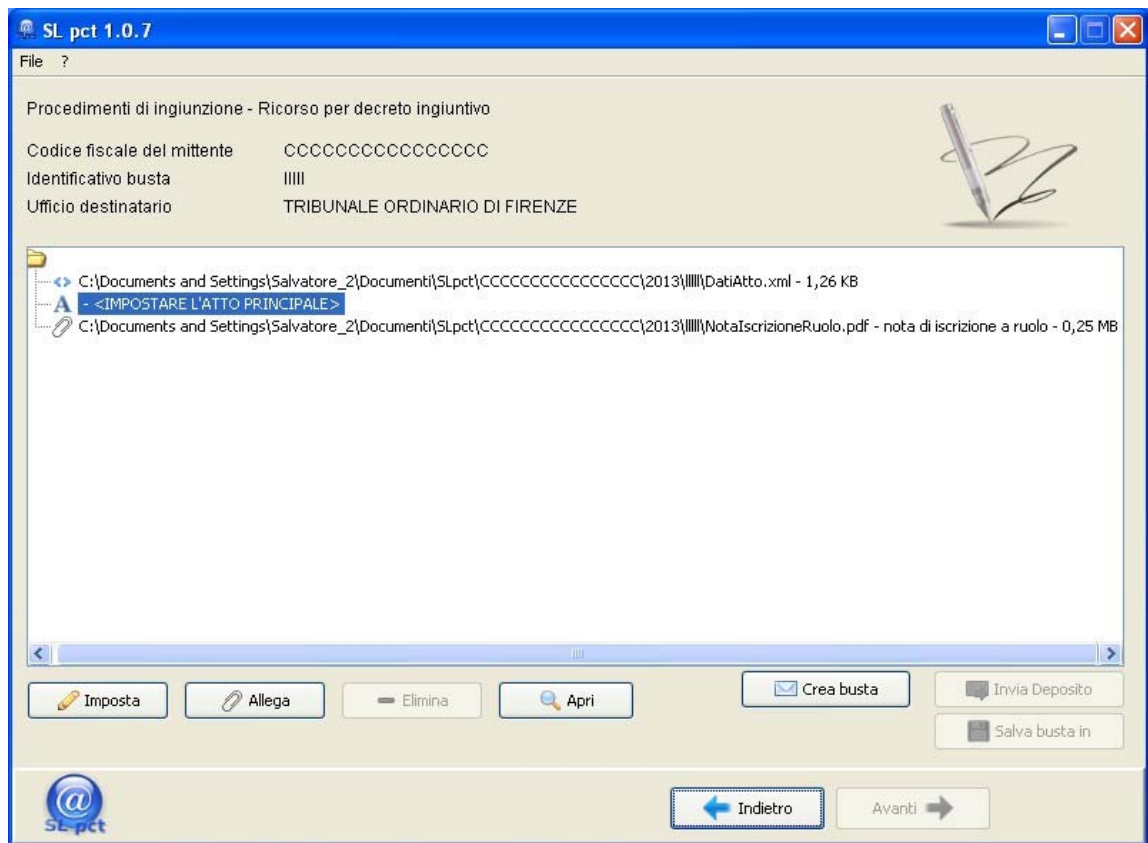 SL pct 1.0.7
File ?
Procedimenti di ingiunzione - Ricorso per decreto ingiuntivo
Codice fiscale del mittente CCCCCCCCCCCCCCCC
Identificativo busta lllll
Ufficio destinatario TRIBUNALE ORDINARIO DI FIRENZE
<> C:\Documents and Settings\Salvatore_2\Documenti\SLpct\CCCCCCCCCCCCCCCC\2013\lllll\DatiAtto.xml - 1,26 KB
A - <IMPOSTARE L'ATTO PRINCIPALE>
C:\Documents and Settings\Salvatore_2\Documenti\SLpct\CCCCCCCCCCCCCCCC\2013\lllll\NotaIscrizioneRuolo.pdf - nota di iscrizione a ruolo - 0,25 MB
Imposta Allega Elimina Apri Crea busta Invia Deposito
Salva busta in
@ SL-pct
Indietro Avanti